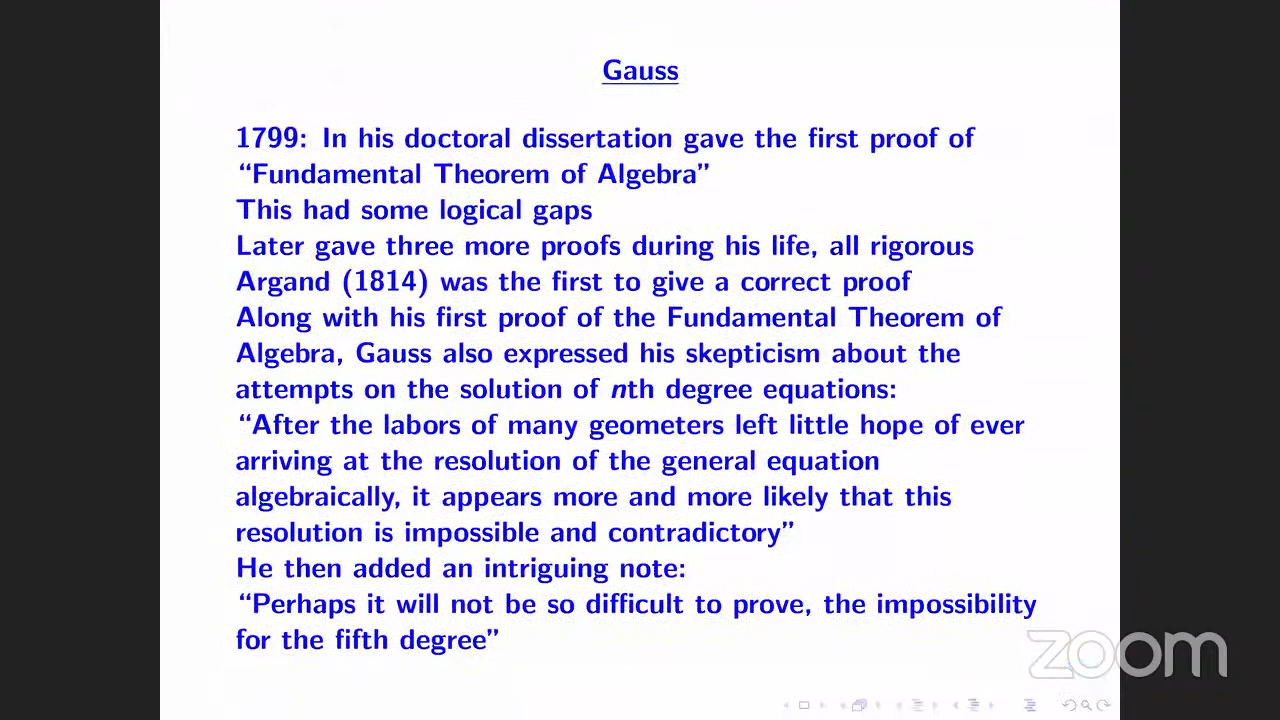 Gauss
1799: In his doctoral dissertation gave the first proof of
“Fundamental Theorem of Algebra”
This had some logical gaps
Later gave three more proofs during his life, all rigorous
Argand (1814) was the first to give a correct proof
Along with his first proof of the Fundamental Theorem of
Algebra, Gauss also expressed his skepticism about the
attempts on the solution of nth degree equations:
“After the labors of many geometers left little hope of ever
arriving at the resolution of the general equation
algebraically, it appears more and more likely that this
resolution is impossible and contradictory”
He then added an intriguing note:
“Perhaps it will not be so difficult to prove, the impossibility
for the fifth degree”
zoom